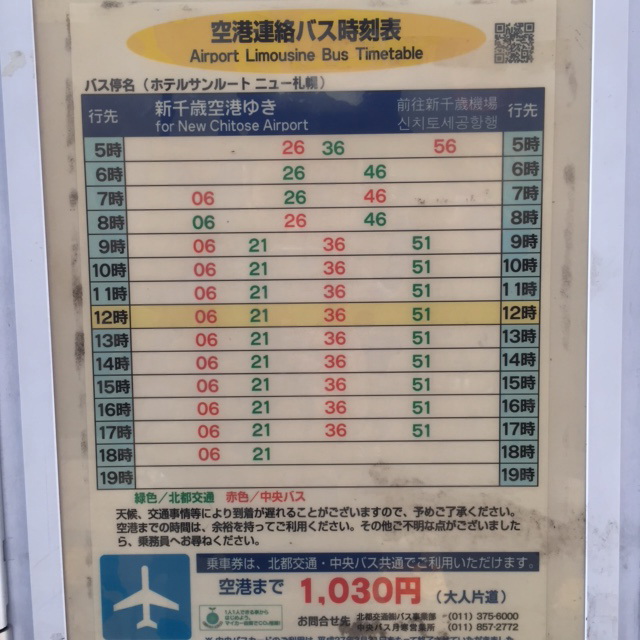 空港連絡バス時刻表
Airport Limousine Bus Timetable
バス停名（ホテルサンルート ニュー札幌）
行先 新千歳空港ゆき 前往新千歳機場 行先
for New Chitose Airport 신치토세공항행
5時 26 36 56 5時
6時 26 46 6時
7時 06 26 46 7時
8時 06 26 46 8時
9時 06 21 36 51 9時
10時 06 21 36 51 10時
11時 06 21 36 51 11時
12時 06 21 36 51 12時
13時 06 21 36 51 13時
14時 06 21 36 51 14時
15時 06 21 36 51 15時
16時 06 21 36 51 16時
17時 06 21 36 51 17時
18時 06 21 18時
19時 19時
緑色／北都交通 赤色／中央バス
天候、交通事情等により到着が遅れることがございますので、予めご了承ください。
空港までの時間は、余裕を持ってご利用ください。その他ご不明な点がございました
ら、乗務員へお尋ねください。
乗車券は、北都交通・中央バス共通でご利用いただけます。
空港まで 1,030円（大人片道）
お問合せ先 北都交通㈱バス事業部 (011) 375-6000
中央バス月寒営業所 (011) 857-2772